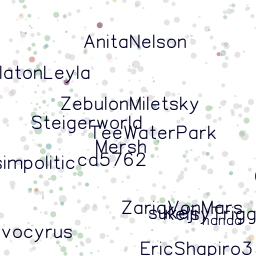 AnitaNelson
latonLeyla
ZebulonMiletsky
Steigerworld
TeeWaterPark
Mersh
cd5762
simpolitic
ZariaVonMars
vocyrus
EricShapiro3